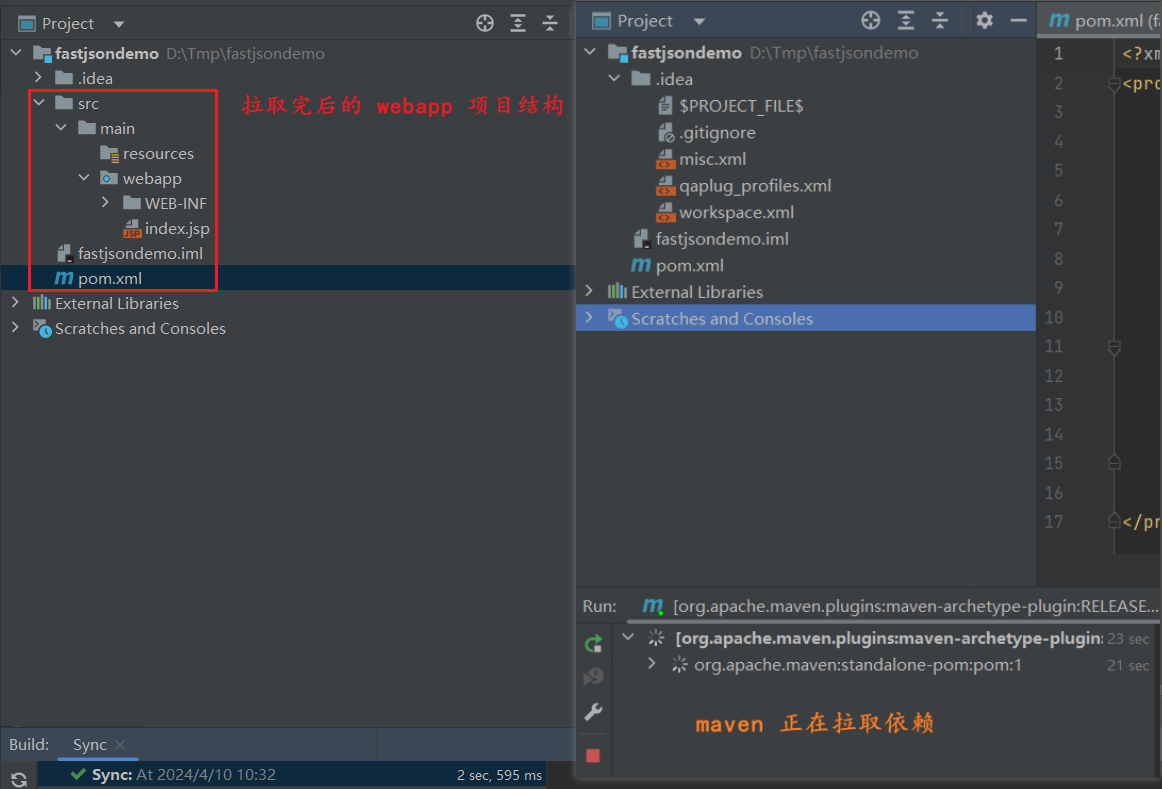 Project
fastjsondemo D:\Tmp\fastjsondemo
.idea
src
拉取完后的 webapp 项目结构
main
resources
webapp
WEB-INF
index.jsp
fastjsondemo.iml
pom.xml
External Libraries
Scratches and Consoles
Build: Sync
Sync: At 2024/4/10 10:32 2 sec, 595 ms
Project
fastjsondemo D:\Tmp\fastjsondemo
.idea
$PROJECT_FILE$
.gitignore
misc.xml
qaplug_profiles.xml
workspace.xml
fastjsondemo.iml
pom.xml
External Libraries
Scratches and Consoles
pom.xml (f
1 <?xm
2 <pro
3
4
5
6
7
8
9
10
11
12
13
14
15
16
17 </pr
Run: [org.apache.maven.plugins:maven-archetype-plugin:RELEASE...
[org.apache.maven.plugins:maven-archetype-plugin: 23 sec
org.apache.maven:standalone-pom:pom:1 21 sec
maven 正在拉取依赖